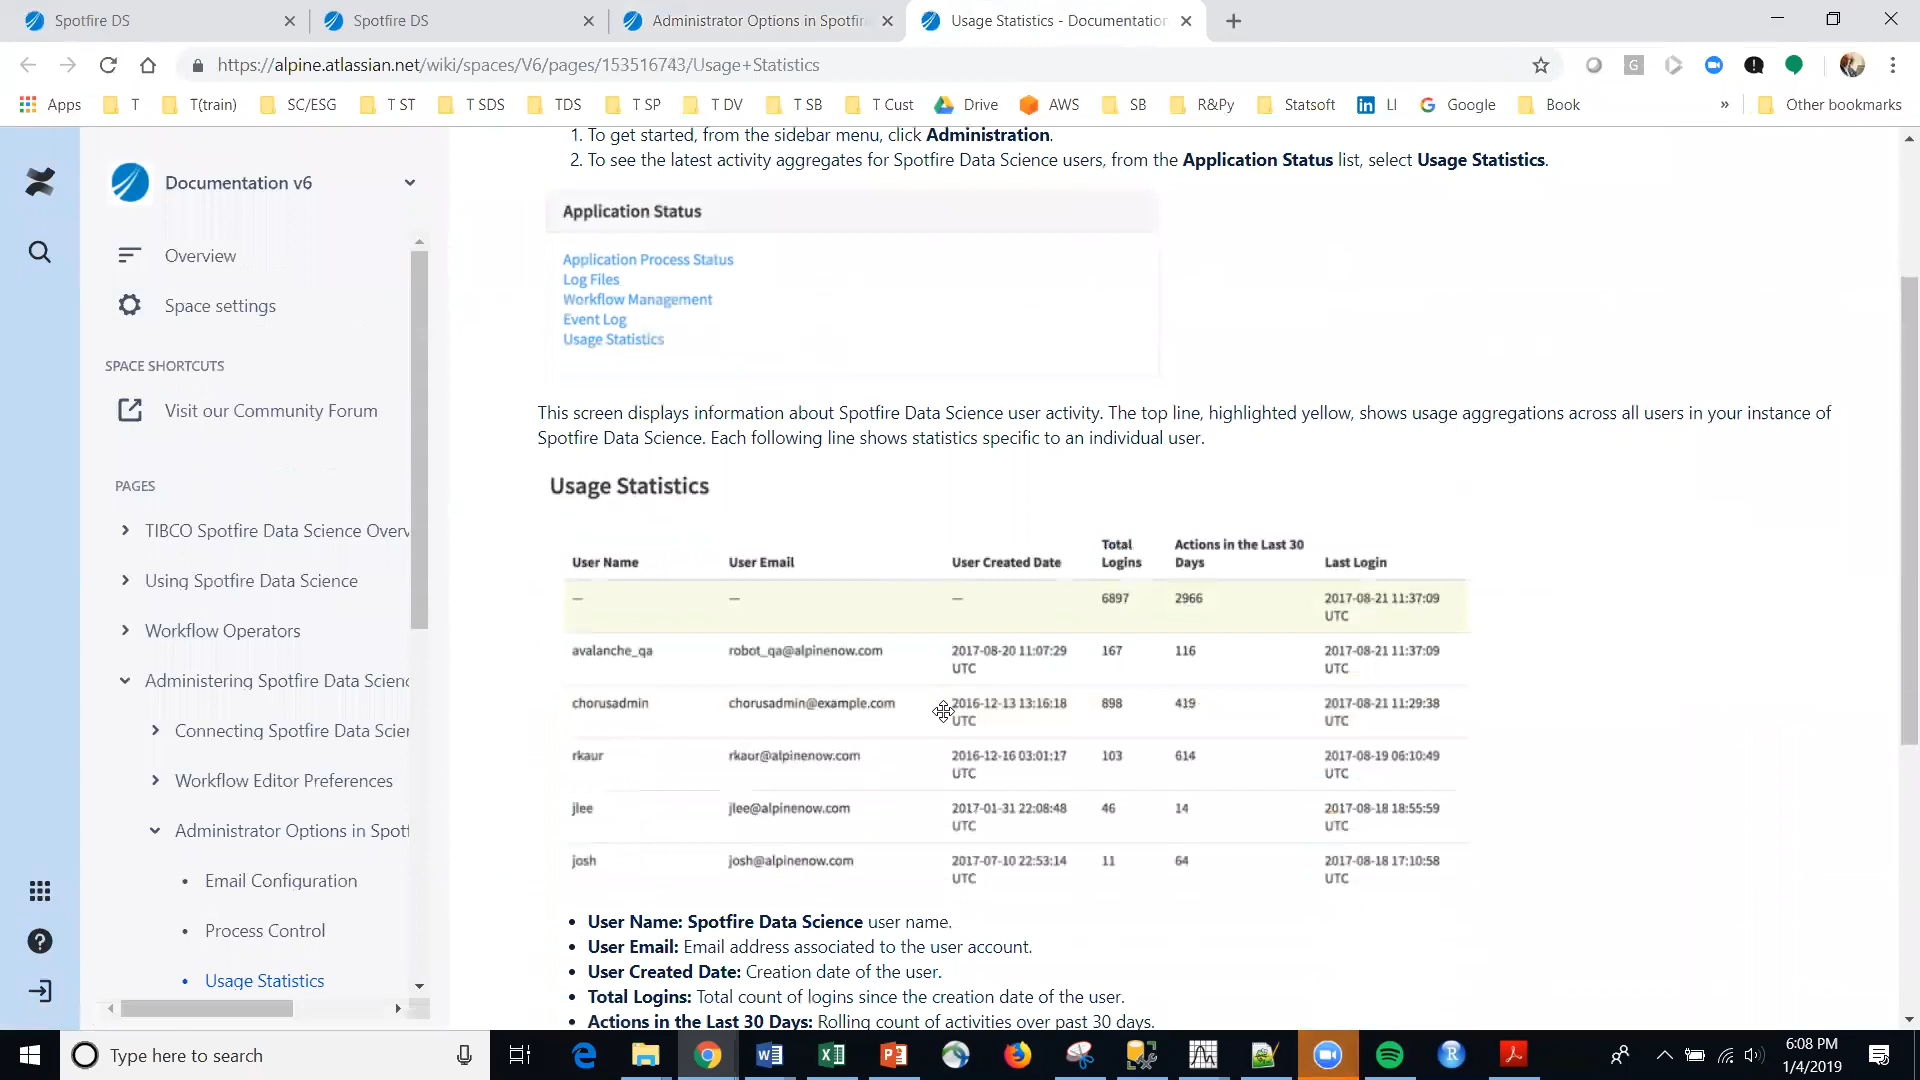 Spotfire DS
Spotfire DS
Administrator Options in Spotfir
Usage Statistics - Documentation
https://alpine.atlassian.net/wiki/spaces/V6/pages/153516743/Usage+Statistics
Apps T T(train) SC/ESG T ST T SDS TDS T SP T DV T SB T Cust Drive AWS SB R&Py Statsoft LI Google Book » Other bookmarks
Documentation v6
Overview
Space settings
SPACE SHORTCUTS
Visit our Community Forum
PAGES
TIBCO Spotfire Data Science Overv
Using Spotfire Data Science
Workflow Operators
Administering Spotfire Data Scienc
Connecting Spotfire Data Scier
Workflow Editor Preferences
Administrator Options in Spotf
• Email Configuration
• Process Control
• Usage Statistics
1. To get started, from the sidebar menu, click Administration.
2. To see the latest activity aggregates for Spotfire Data Science users, from the Application Status list, select Usage Statistics.
Application Status
Application Process Status
Log Files
Workflow Management
Event Log
Usage Statistics
This screen displays information about Spotfire Data Science user activity. The top line, highlighted yellow, shows usage aggregations across all users in your instance of
Spotfire Data Science. Each following line shows statistics specific to an individual user.
Usage Statistics
User Name User Email User Created Date Total Logins Actions in the Last 30 Days Last Login
— — — 6897 2966 2017-08-21 11:37:09 UTC
avalanche_qa robot_qa@alpinenow.com 2017-08-20 11:07:29 UTC 167 116 2017-08-21 11:37:09 UTC
chorusadmin chorusadmin@example.com 2016-12-13 13:16:18 UTC 898 419 2017-08-21 11:29:38 UTC
rkaur rkaur@alpinenow.com 2016-12-16 03:01:17 UTC 103 614 2017-08-19 06:10:49 UTC
jlee jlee@alpinenow.com 2017-01-31 22:08:48 UTC 46 14 2017-08-18 18:55:59 UTC
josh josh@alpinenow.com 2017-07-10 22:53:14 UTC 11 64 2017-08-18 17:10:58 UTC
• User Name: Spotfire Data Science user name.
• User Email: Email address associated to the user account.
• User Created Date: Creation date of the user.
• Total Logins: Total count of logins since the creation date of the user.
• Actions in the Last 30 Days: Rolling count of activities over past 30 days.
Type here to search
6:08 PM
1/4/2019